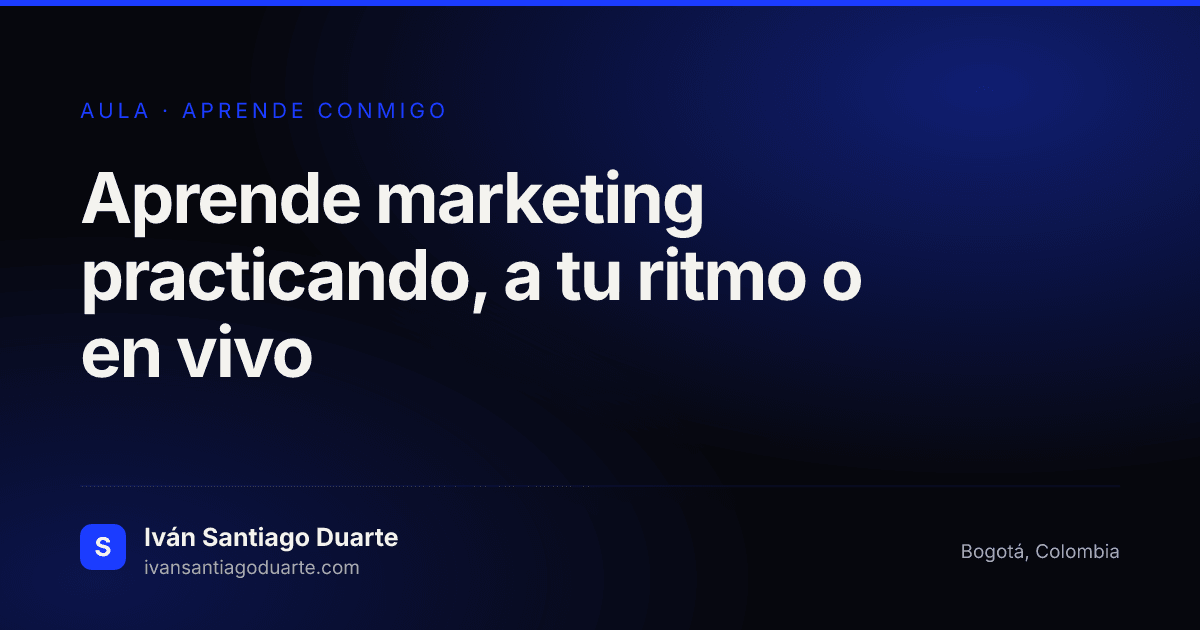 AULA · APRENDE CONMIGO
Aprende marketing
practicando, a tu ritmo o
en vivo
S
Iván Santiago Duarte
ivansantiagoduarte.com
Bogotá, Colombia